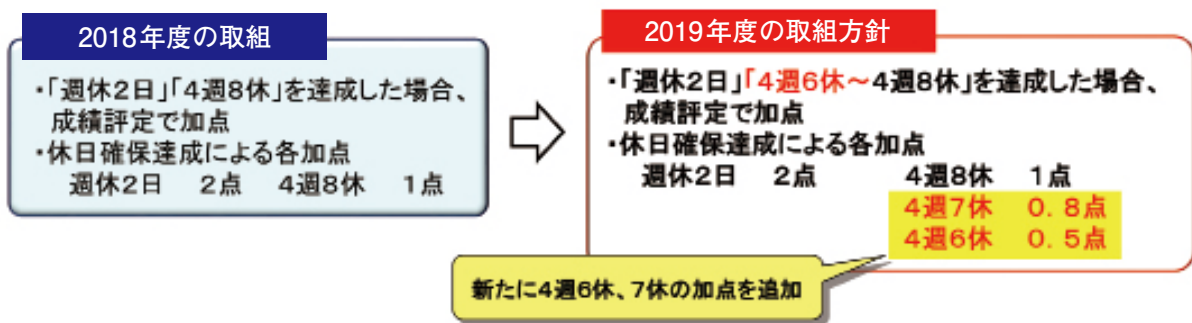 2018年度の取組
・「週休2日」「4週8休」を達成した場合、
成績評定で加点
・休日確保達成による各加点
週休2日 2点 4週8休 1点
2019年度の取組方針
・「週休2日」「4週6休～4週8休」を達成した場合、
成績評定で加点
・休日確保達成による各加点
週休2日 2点 4週8休 1点
4週7休 0.8点
4週6休 0.5点
新たに4週6休、7休の加点を追加